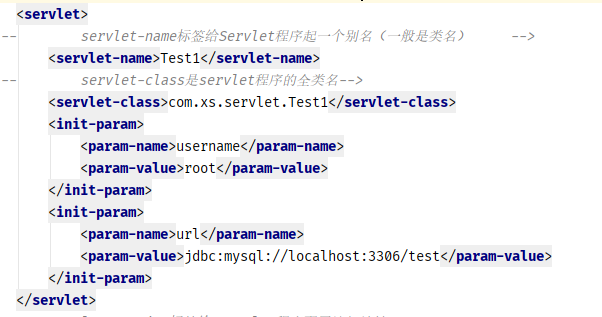 <servlet>
-- servlet-name标签给Servlet程序起一个别名（一般是类名） -->
<servlet-name>Test1</servlet-name>
-- servlet-class是servlet程序的全类名-->
<servlet-class>com.xs.servlet.Test1</servlet-class>
<init-param>
<param-name>username</param-name>
<param-value>root</param-value>
</init-param>
<init-param>
<param-name>url</param-name>
<param-value>jdbc:mysql://localhost:3306/test</param-value>
</init-param>
</servlet>